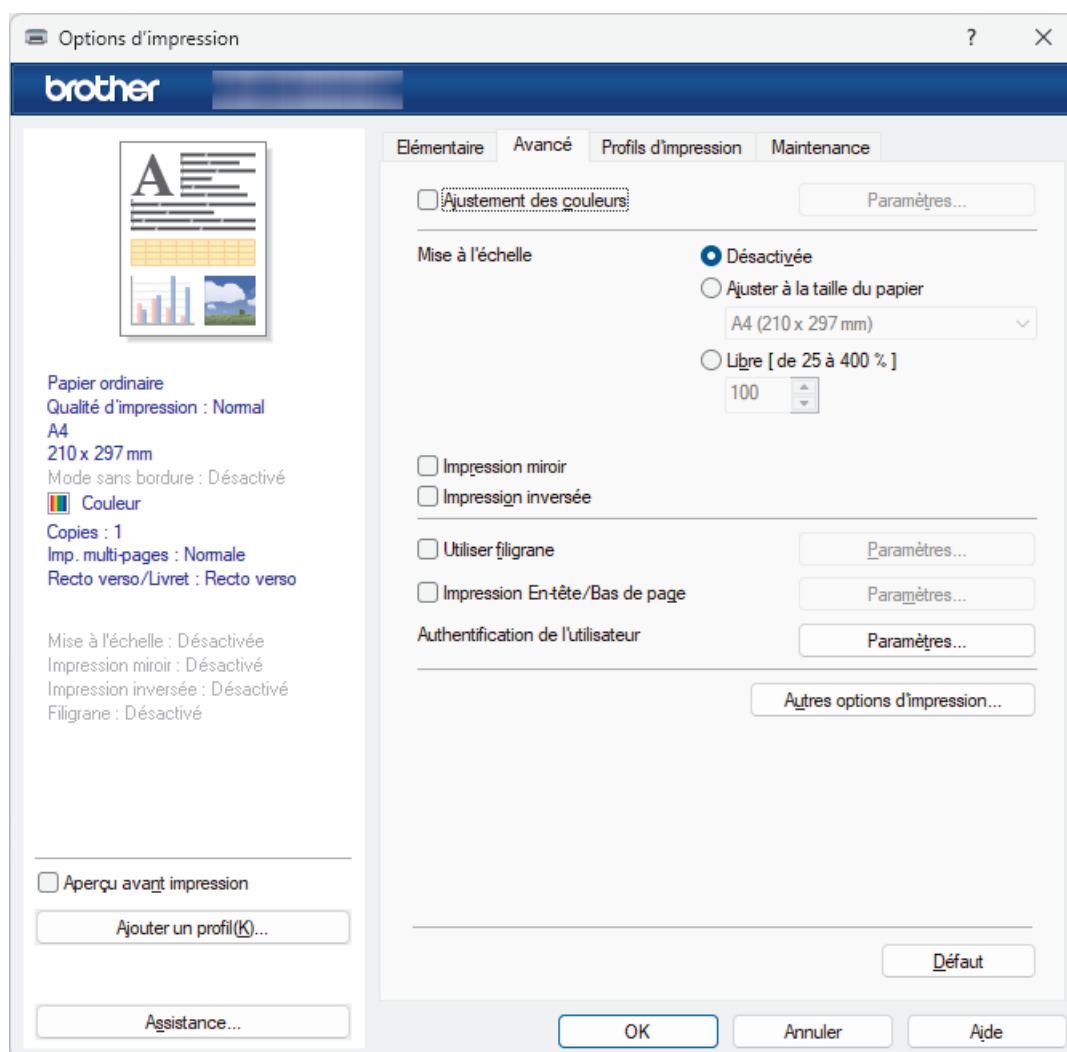 Options d'impression
brother
Elémentaire
Avancé
Profils d'impression
Maintenance
A
Ajustement des couleurs
Paramètres...
Mise à l'échelle
Désactivée
Ajuster à la taille du papier
A4 (210 x 297 mm)
Libre [ de 25 à 400 % ]
100
Impression miroir
Impression inversée
Utiliser filigrane
Paramètres...
Impression En-tête/Bas de page
Paramètres...
Authentification de l'utilisateur
Paramètres...
Autres options d'impression...
Papier ordinaire
Qualité d'impression : Normal
A4
210 x 297 mm
Mode sans bordure : Désactivé
Couleur
Copies : 1
Imp. multi-pages : Normale
Recto verso/Livret : Recto verso
Mise à l'échelle : Désactivée
Impression miroir : Désactivé
Impression inversée : Désactivé
Filigrane : Désactivé
Aperçu avant impression
Ajouter un profil(K)...
Assistance...
Défaut
OK
Annuler
Aide